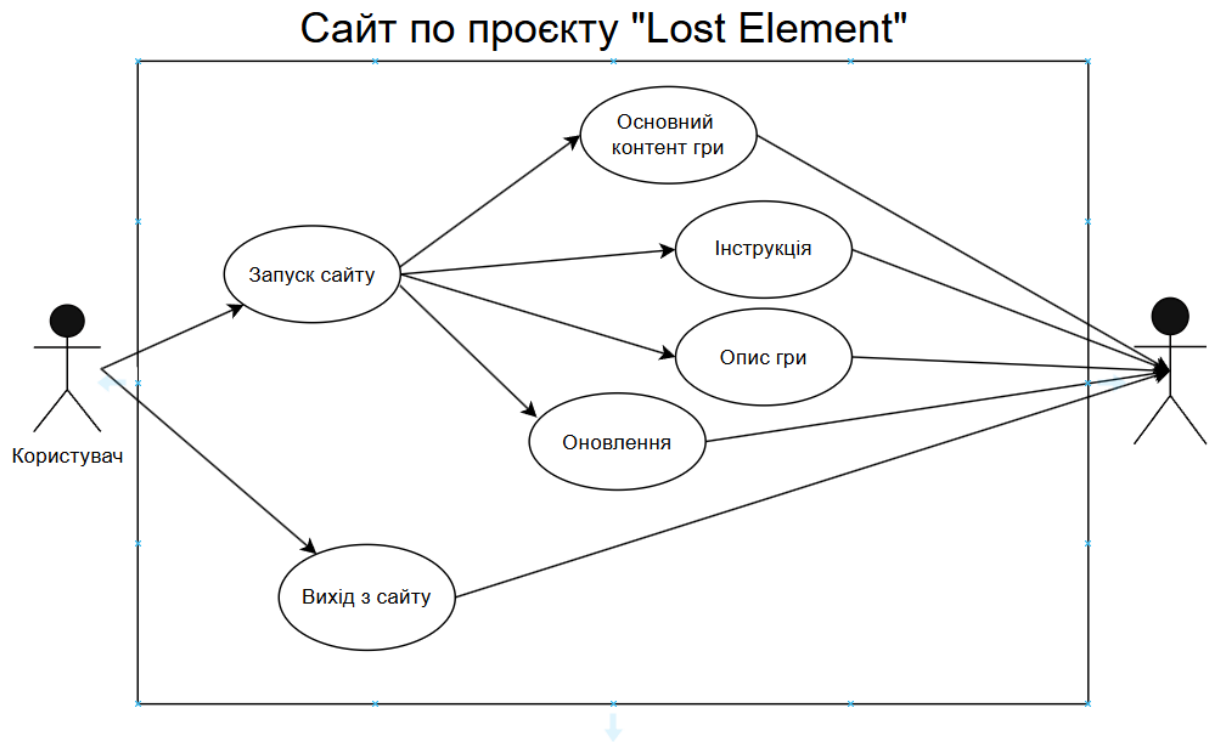 Сайт по проєкту "Lost Element"
Основний
контент гри
Інструкція
Запуск сайту
Опис гри
Оновлення
Користувач
Вихід з сайту